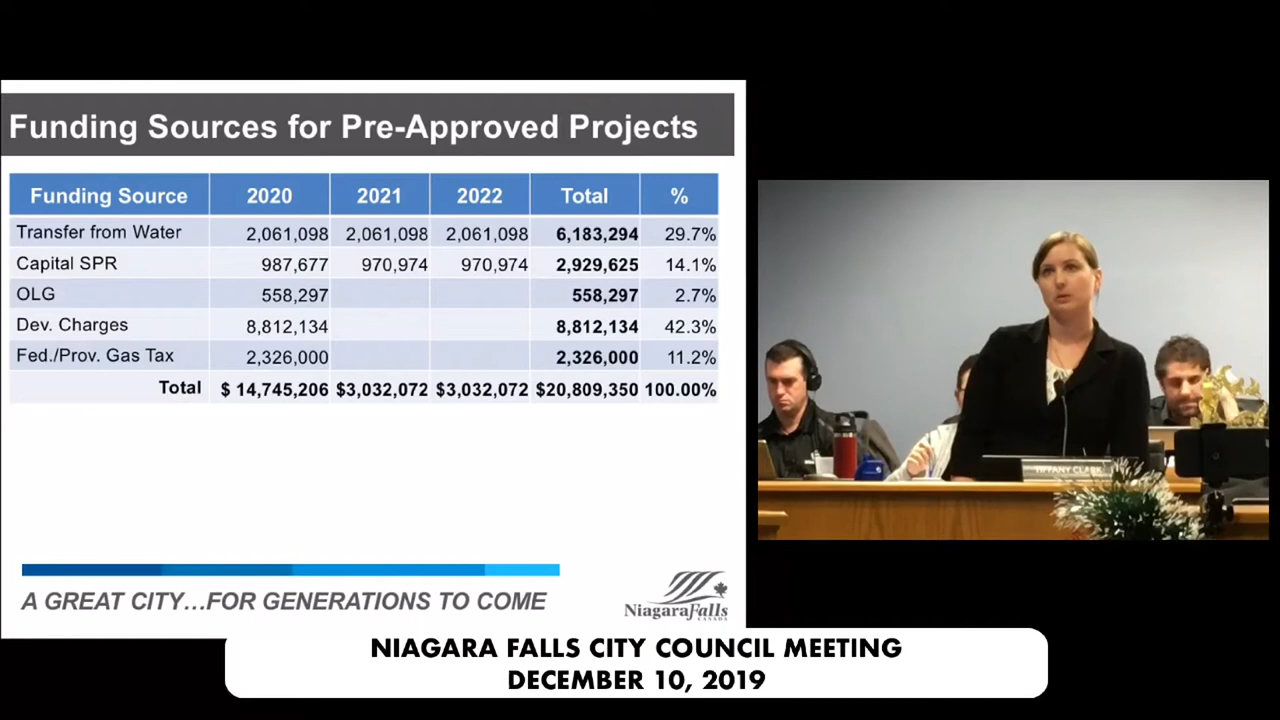 Funding Sources for Pre-Approved Projects
Funding Source 2020 2021 2022 Total %
Transfer from Water 2,061,098 2,061,098 2,061,098 6,183,294 29.7%
Capital SPR 987,677 970,974 970,974 2,929,625 14.1%
OLG 558,297 558,297 2.7%
Dev. Charges 8,812,134 8,812,134 42.3%
Fed./Prov. Gas Tax 2,326,000 2,326,000 11.2%
Total $ 14,745,206 $3,032,072 $3,032,072 $20,809,350 100.00%
A GREAT CITY...FOR GENERATIONS TO COME
NiagaraFalls
CANADA
TIFFANY CLARK
NIAGARA FALLS CITY COUNCIL MEETING
DECEMBER 10, 2019